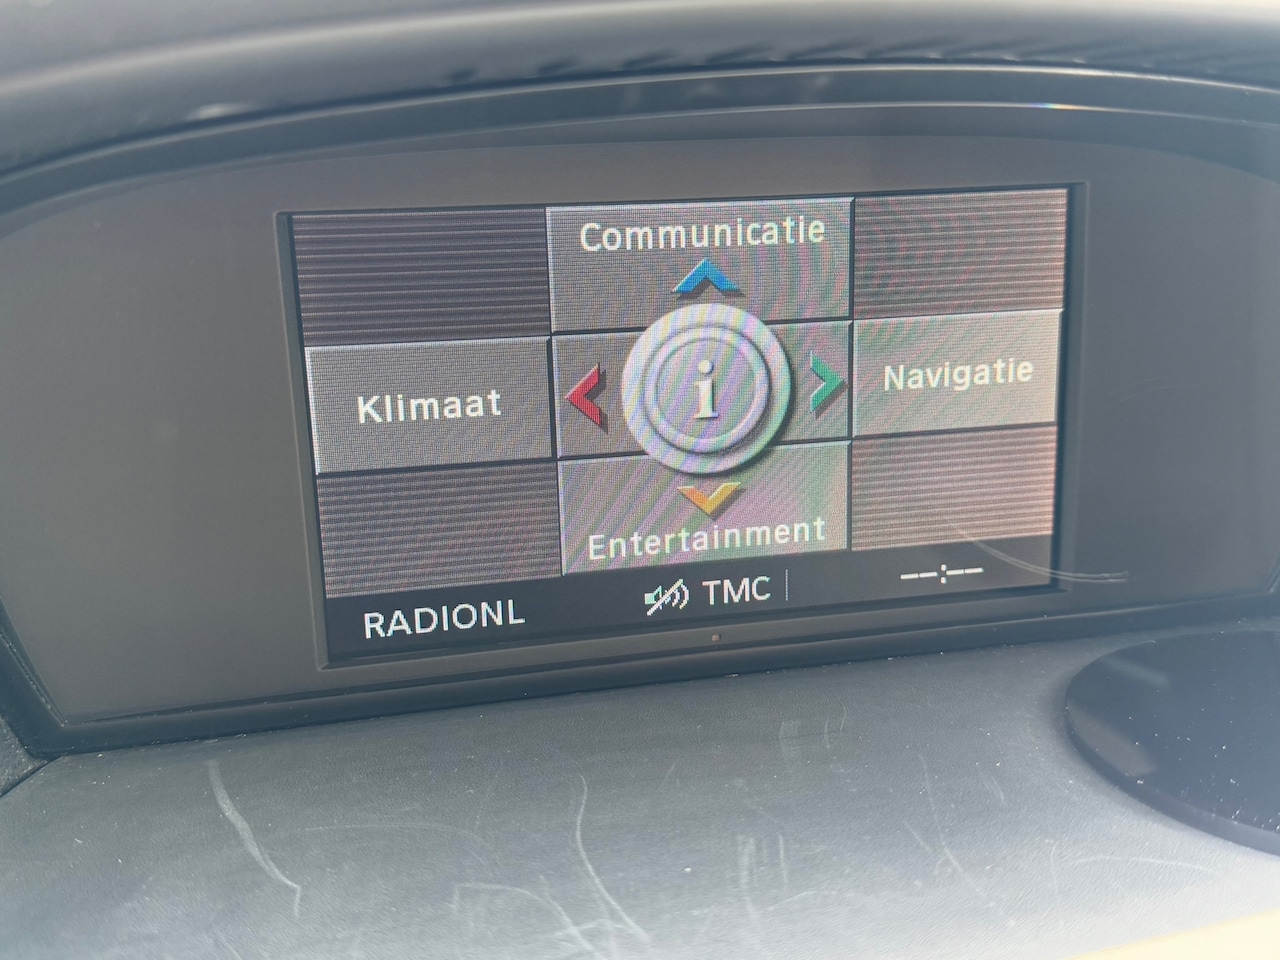 Communicatie
Klimaat
i
Navigatie
Entertainment
RADIONL
TMC
--:--